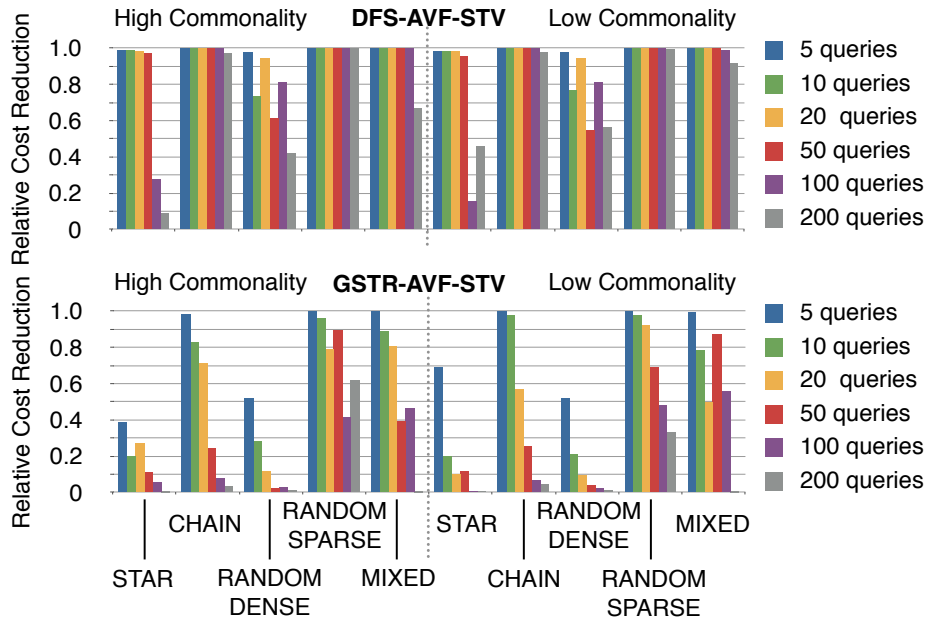 High Commonality DFS-AVF-STV Low Commonality
Relative Cost Reduction
1.0
0.8
0.6
0.4
0.2
0
5 queries
10 queries
20 queries
50 queries
100 queries
200 queries
High Commonality GSTR-AVF-STV Low Commonality
Relative Cost Reduction
1.0
0.8
0.6
0.4
0.2
0
5 queries
10 queries
20 queries
50 queries
100 queries
200 queries
STAR
CHAIN
RANDOM
DENSE
RANDOM
SPARSE
MIXED
STAR
CHAIN
RANDOM
DENSE
RANDOM
SPARSE
MIXED